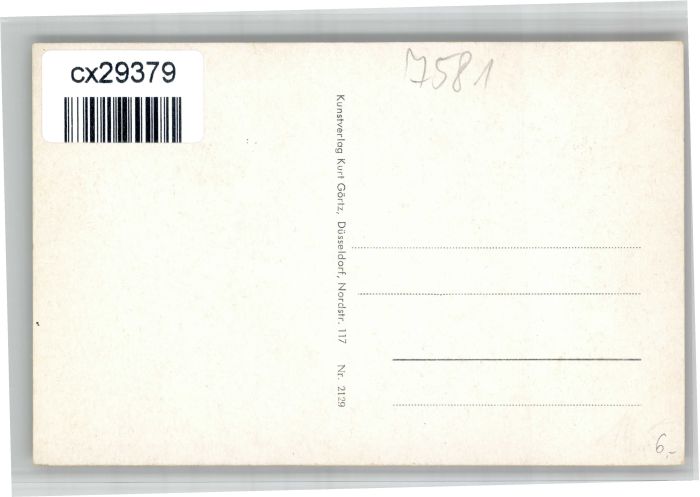 cx29379
7581
Kunstverlag Kurt Görtz, Düsseldorf, Nordstr. 117 Nr. 2129
6,-